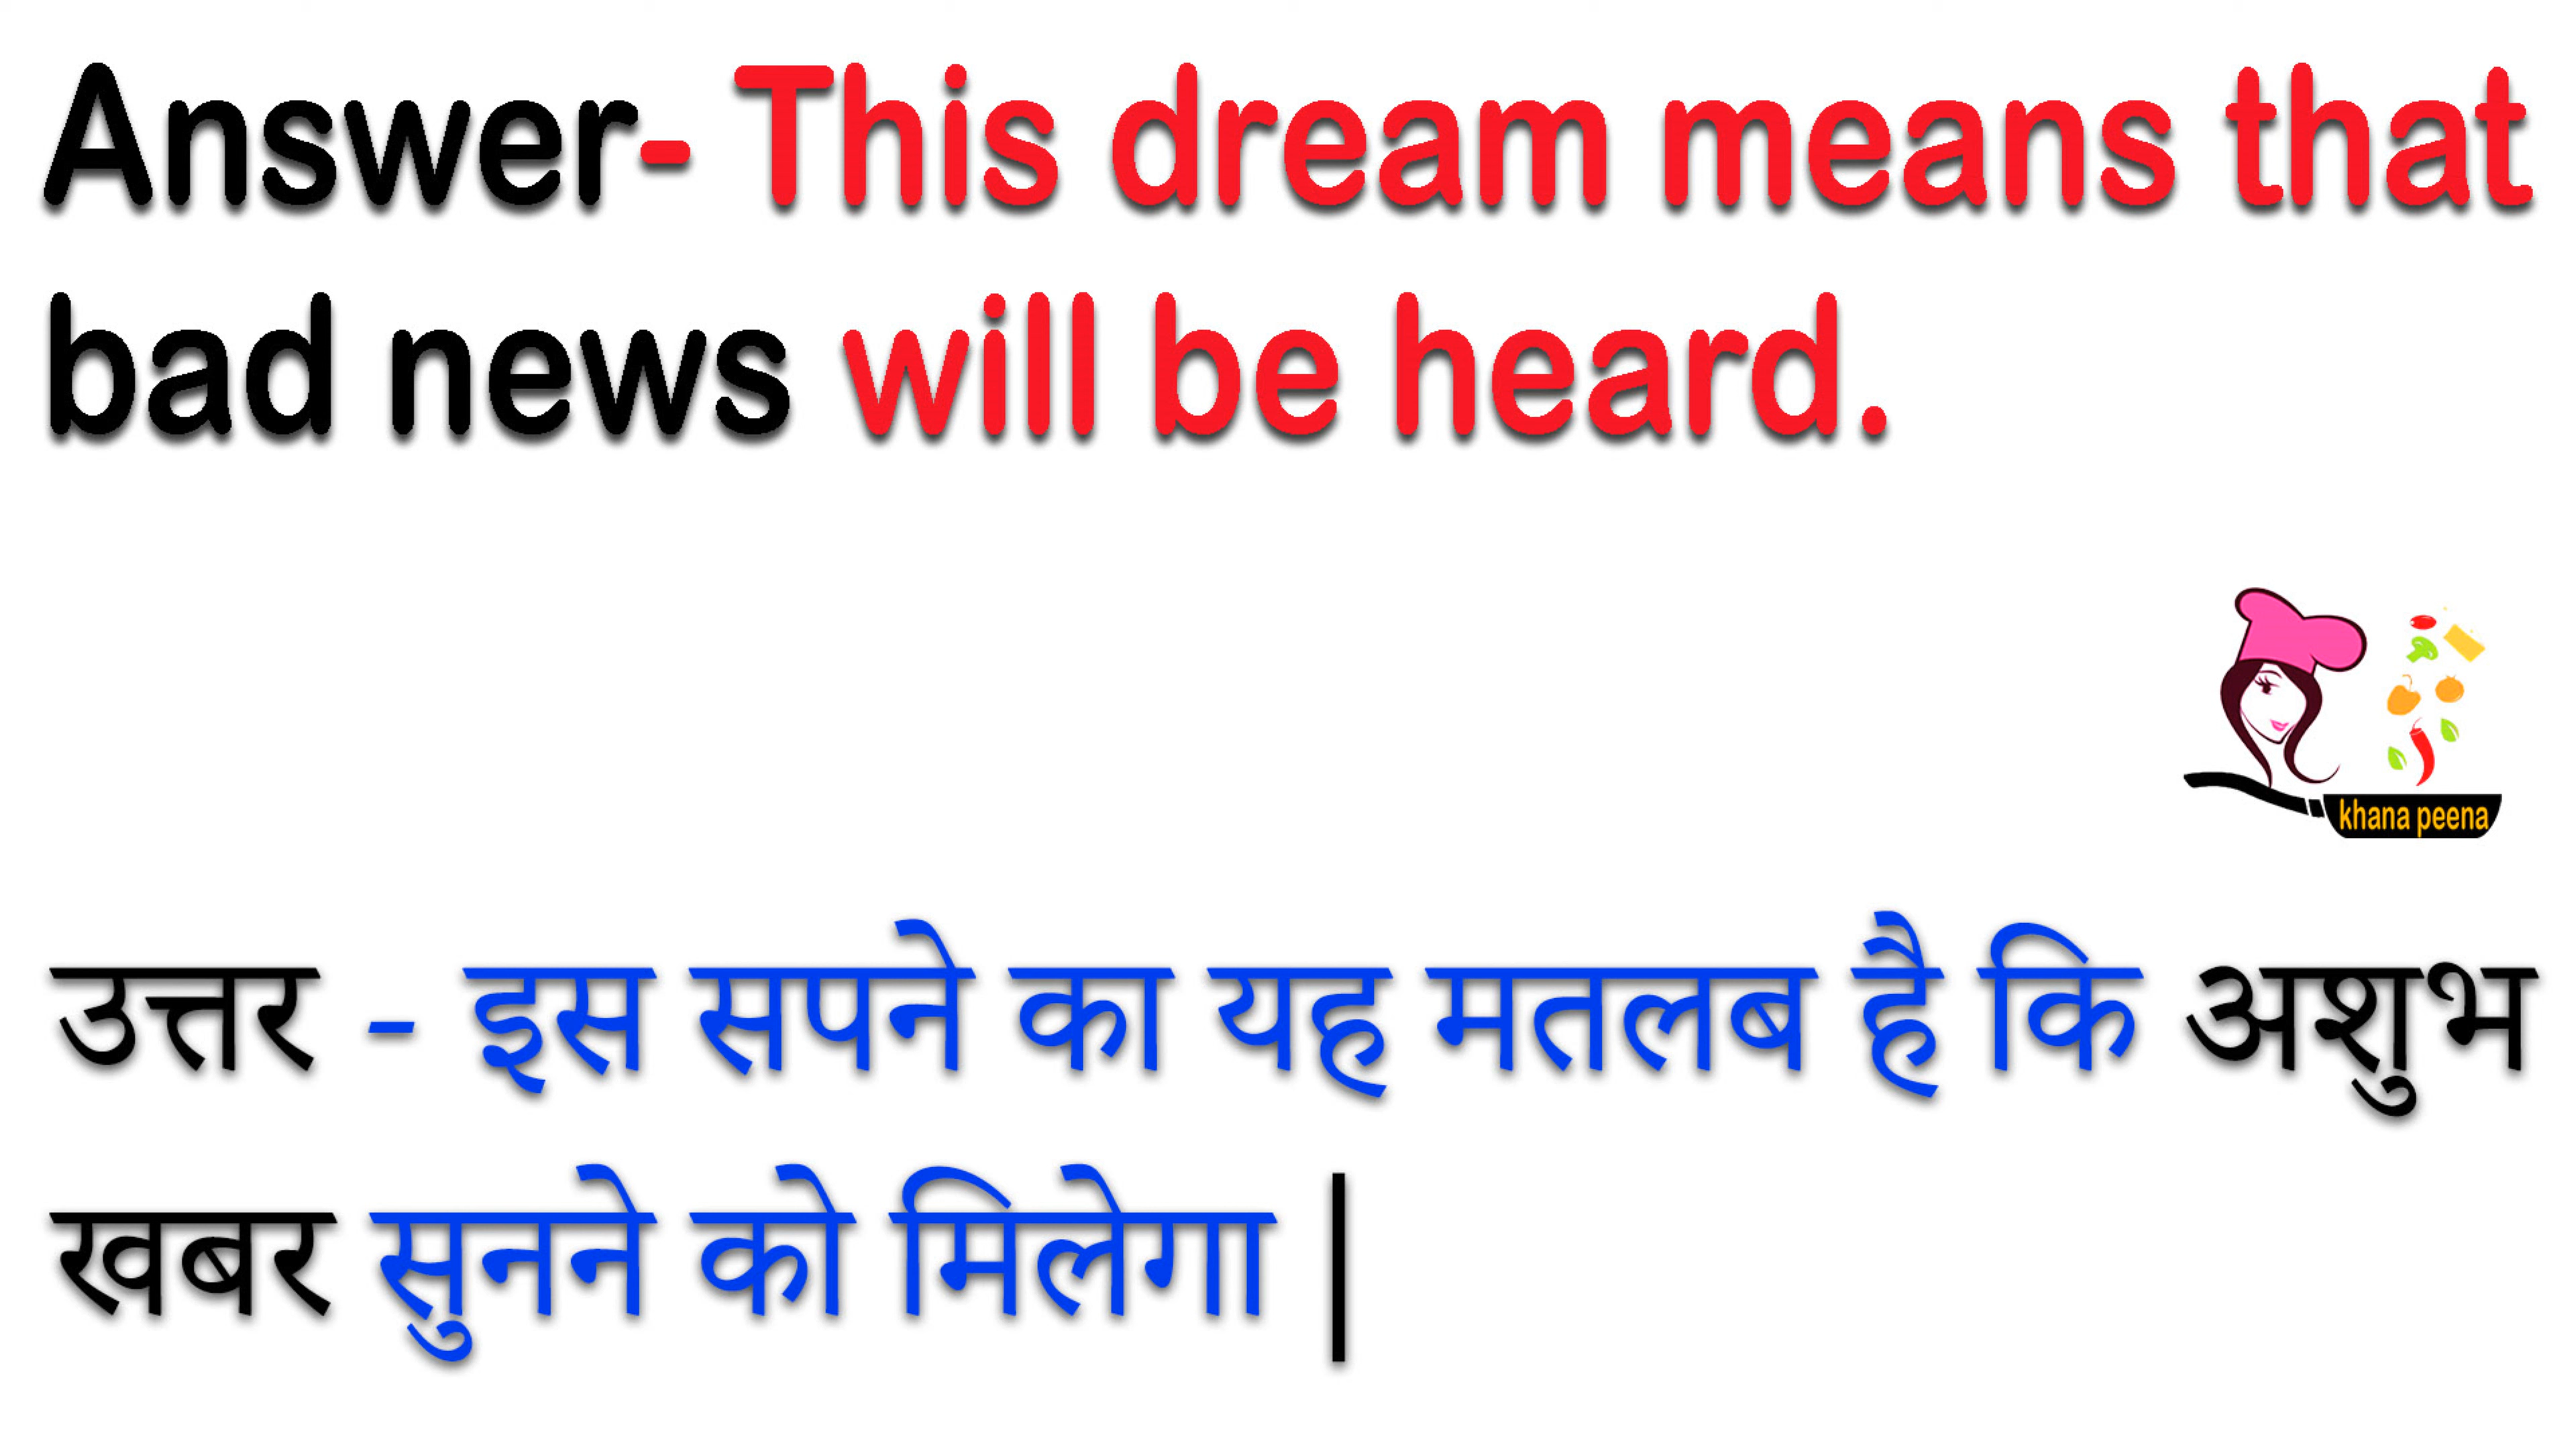 Answer- This dream means that
bad news will be heard.
khana peena
उत्तर - इस सपने का यह मतलब है कि अशुभ
खबर सुनने को मिलेगा |